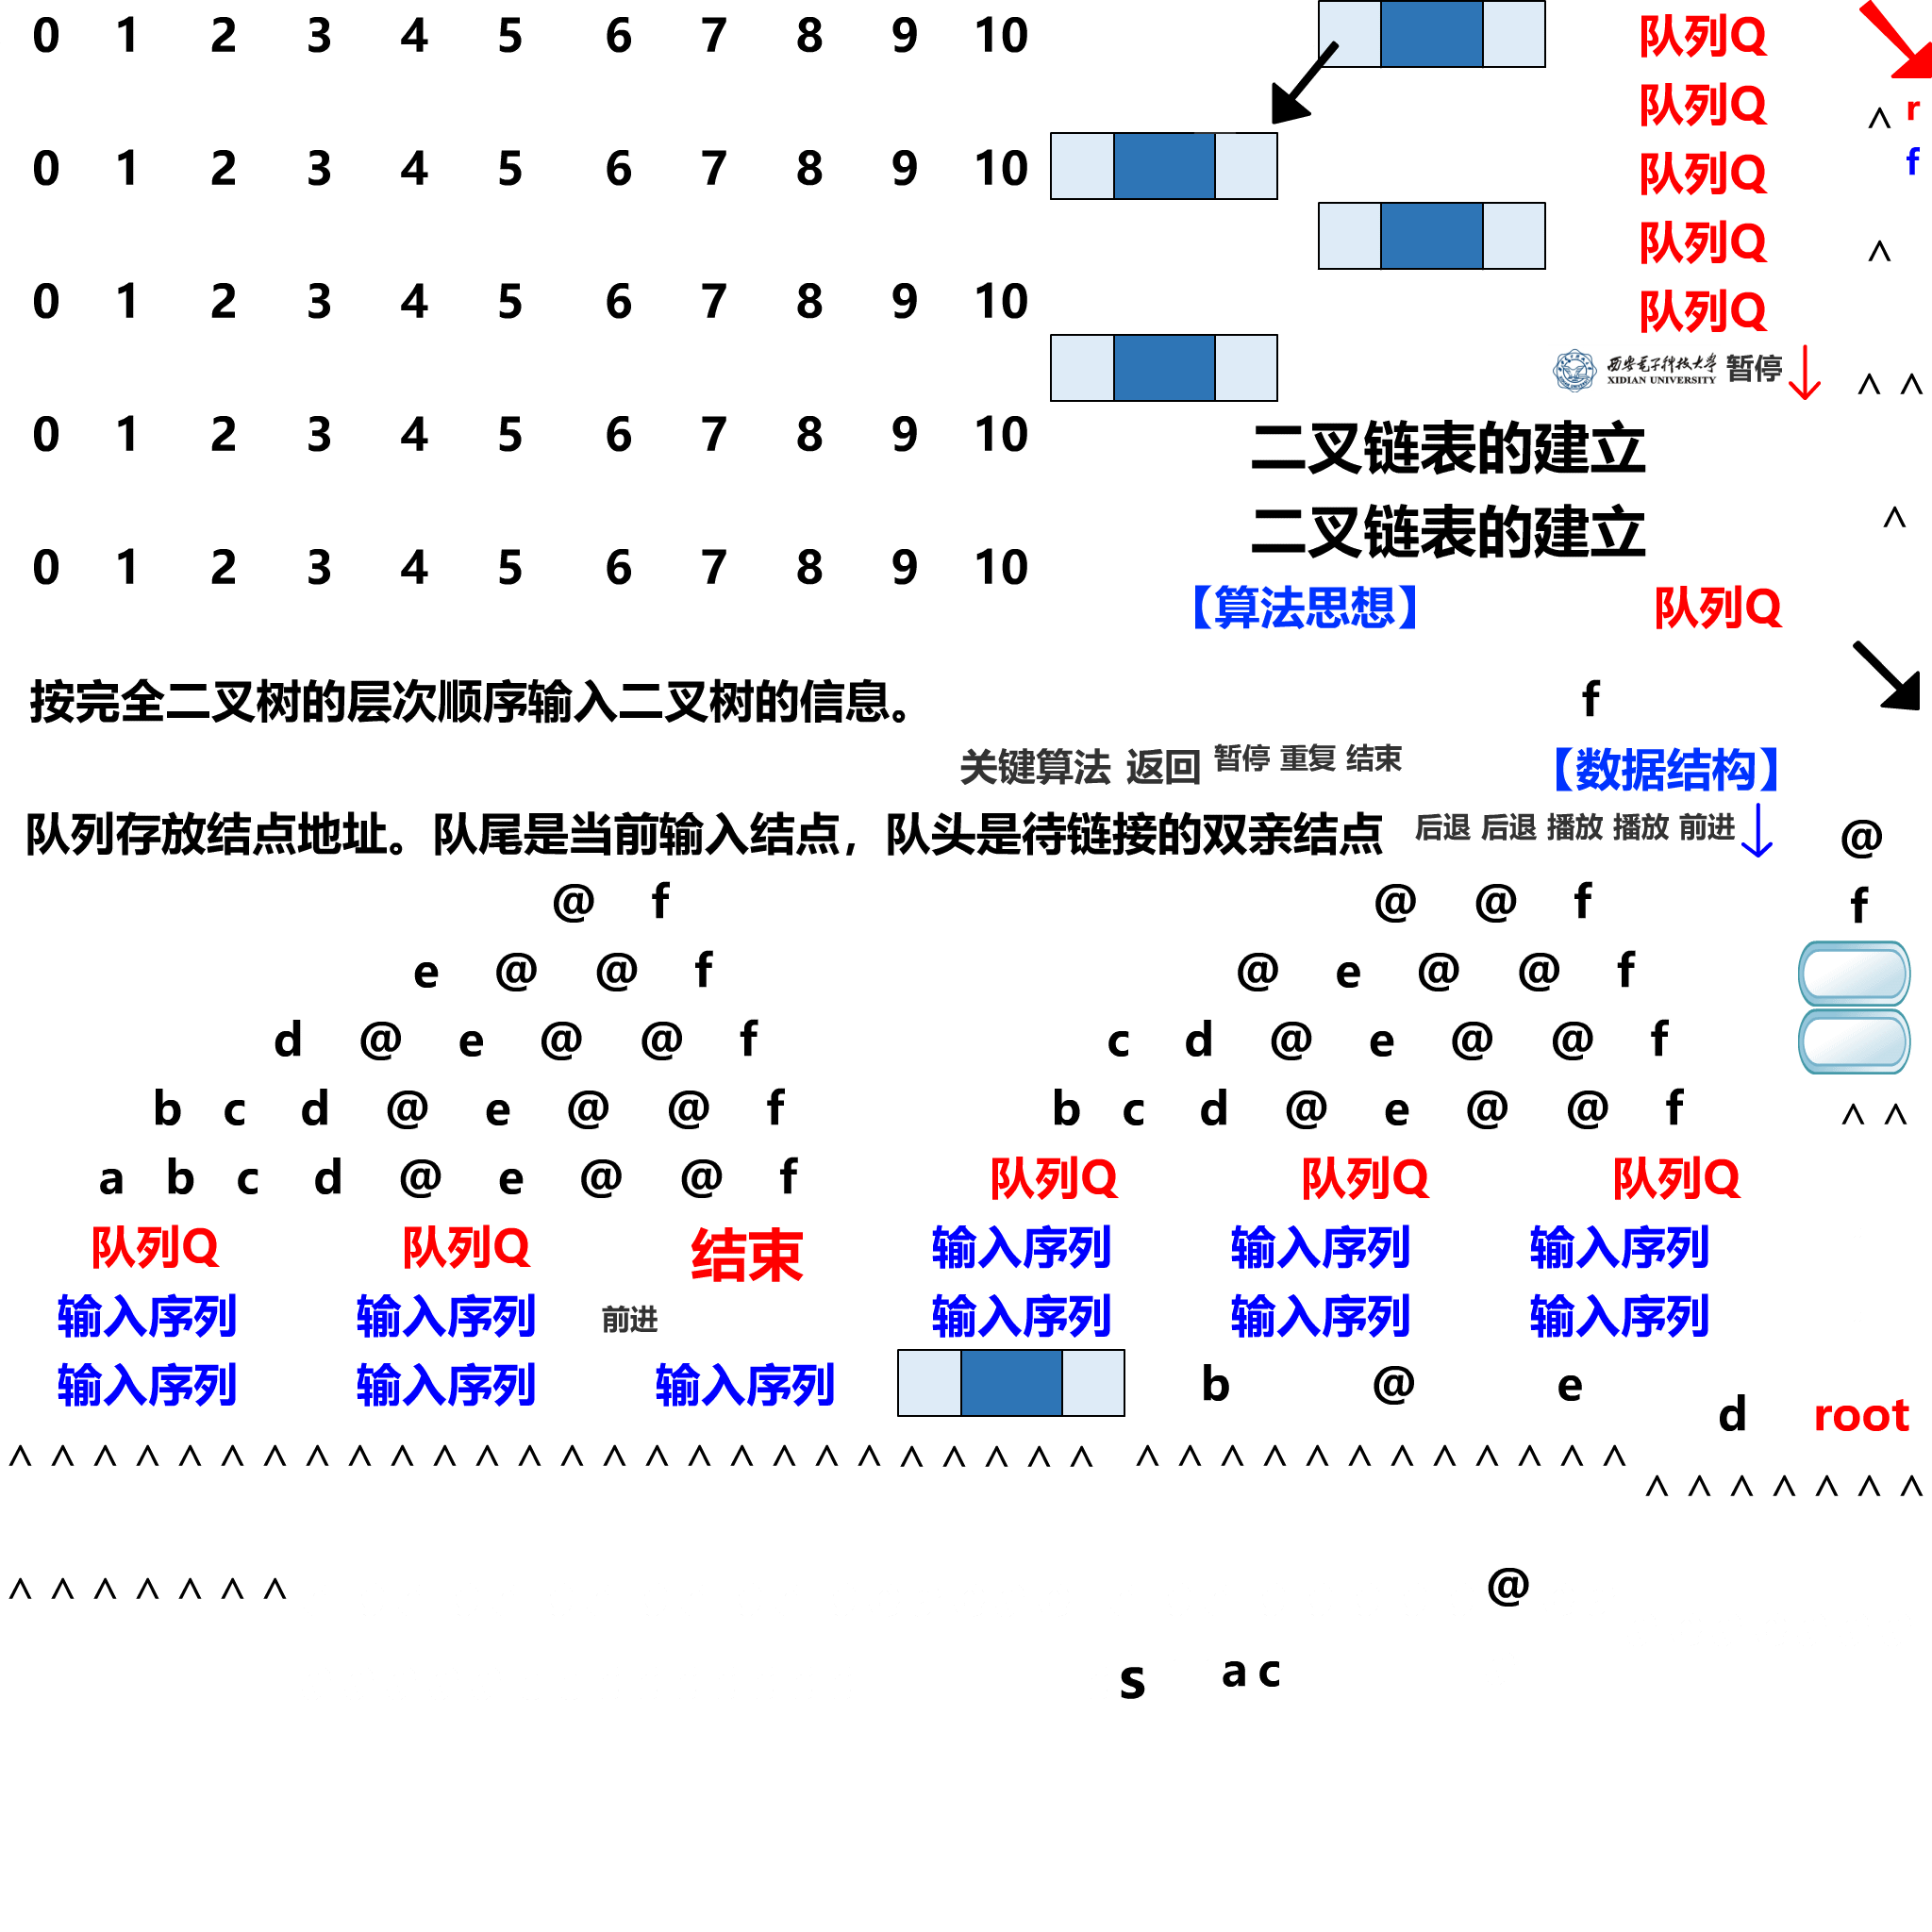 0 1 2 3 4 5 6 7 8 9 10
队列Q
队列Q
^ r
0 1 2 3 4 5 6 7 8 9 10
队列Q
f
队列Q
^
0 1 2 3 4 5 6 7 8 9 10
队列Q
西安电子科技大学
XIDIAN UNIVERSITY
暂停
^ ^
0 1 2 3 4 5 6 7 8 9 10
二叉链表的建立
二叉链表的建立
^
0 1 2 3 4 5 6 7 8 9 10
【算法思想】
队列Q
按完全二叉树的层次顺序输入二叉树的信息。
f
关键算法 返回 暂停 重复 结束
【数据结构】
队列存放结点地址。队尾是当前输入结点，队头是待链接的双亲结点
后退 后退 播放 播放 前进
@
@ f
@ @ f
f
e @ @ f
@ e @ @ f
d @ e @ @ f
c d @ e @ @ f
b c d @ e @ @ f
b c d @ e @ @ f
^ ^
a b c d @ e @ @ f
队列Q 队列Q 队列Q
队列Q 队列Q 结束
输入序列 输入序列 输入序列
输入序列 输入序列 前进
输入序列 输入序列 输入序列
输入序列 输入序列 输入序列
b @ e
d root
^ ^ ^ ^ ^ ^ ^ ^ ^ ^ ^ ^ ^ ^ ^ ^ ^ ^ ^ ^ ^ ^ ^ ^ ^ ^ ^ ^ ^ ^ ^ ^ ^ ^ ^ ^ ^ ^
^ ^ ^ ^ ^ ^ ^
^ ^ ^ ^ ^ ^ ^
@
s a c